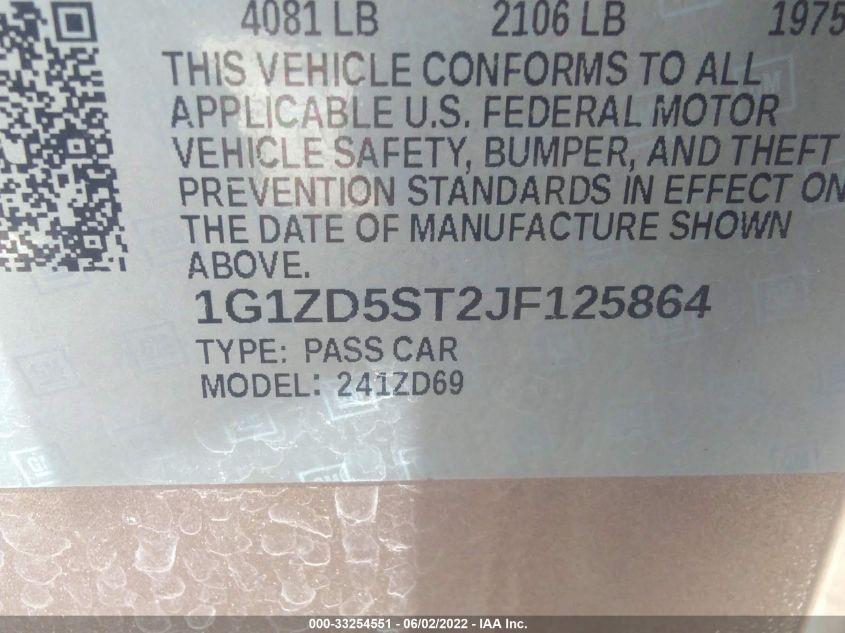 4081 LB 2106 LB 1975
THIS VEHICLE CONFORMS TO ALL
APPLICABLE U.S. FEDERAL MOTOR
VEHICLE SAFETY, BUMPER, AND THEFT
PREVENTION STANDARDS IN EFFECT ON
THE DATE OF MANUFACTURE SHOWN
ABOVE.
1G1ZD5ST2JF125864
TYPE: PASS CAR
MODEL: 241ZD69
GM
000-33254551 - 06/02/2022 - IAA Inc.